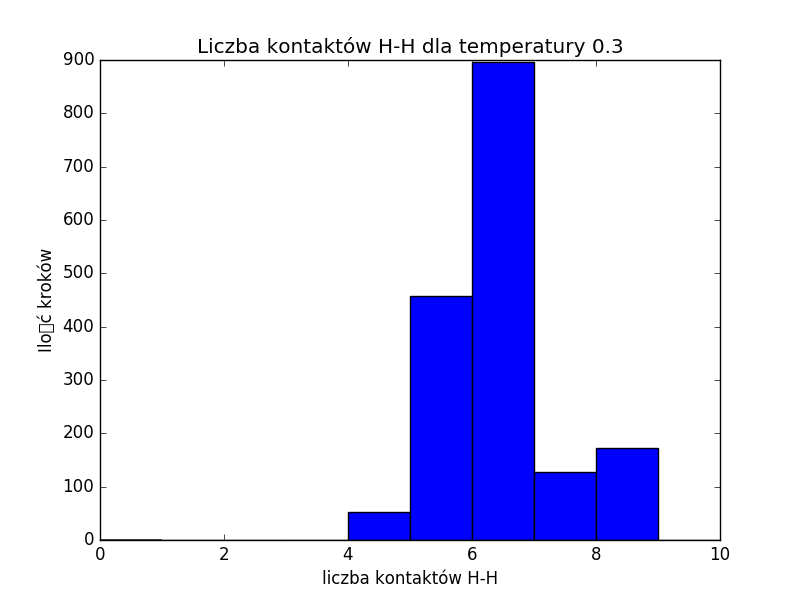 Liczba kontaktów H-H dla temperatury 0.3
900
800
700
600
500
400
300
200
100
0
Ilo▯ć kroków
0 2 4 6 8 10
liczba kontaktów H-H